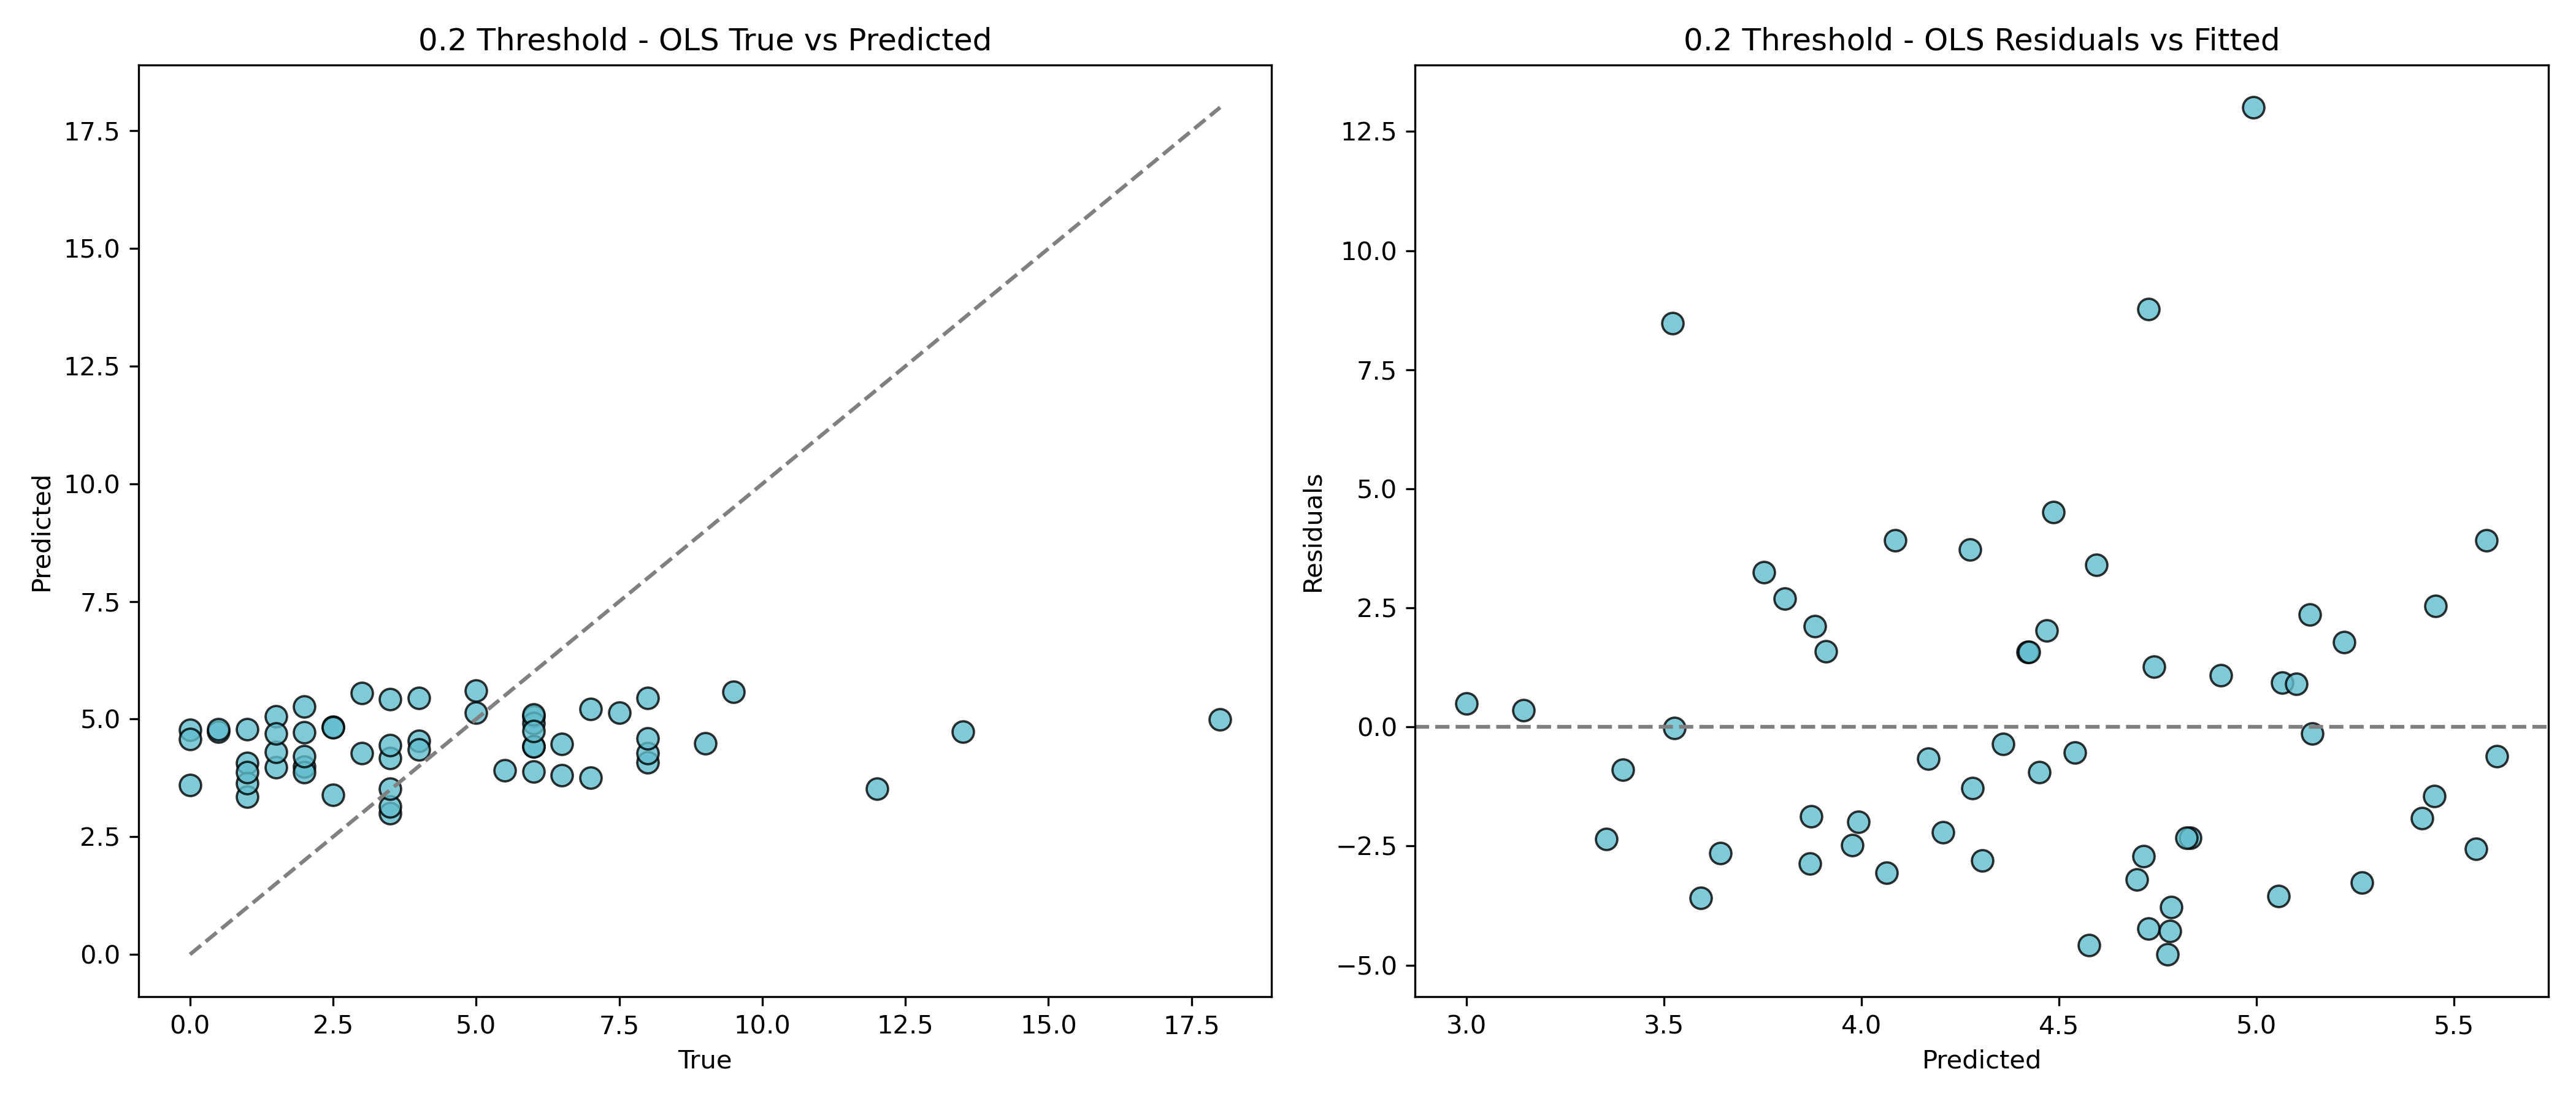 0.2 Threshold - OLS True vs Predicted
Predicted
17.5
15.0
12.5
10.0
7.5
5.0
2.5
0.0
0.0 2.5 5.0 7.5 10.0 12.5 15.0 17.5
True
0.2 Threshold - OLS Residuals vs Fitted
Residuals
12.5
10.0
7.5
5.0
2.5
0.0
−2.5
−5.0
3.0 3.5 4.0 4.5 5.0 5.5
Predicted